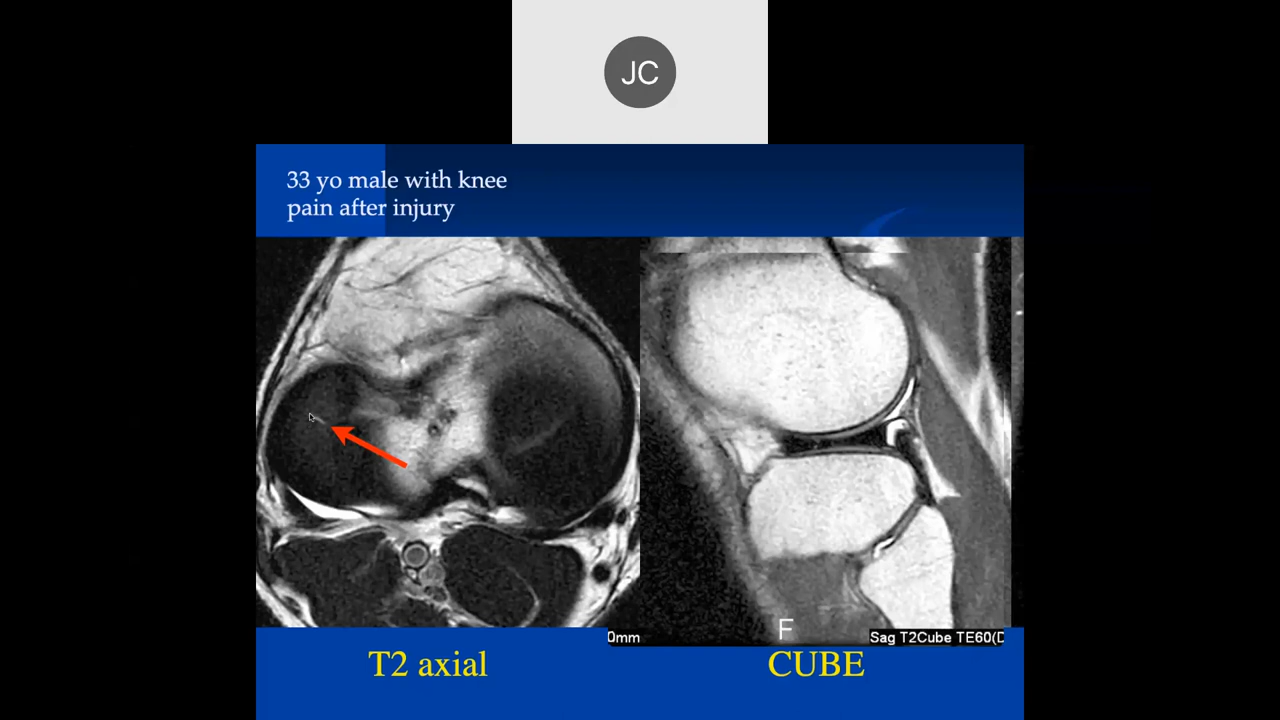 JC
33 yo male with knee
pain after injury
0mm
F
Sag T2Cube TE60(D
T2 axial
CUBE